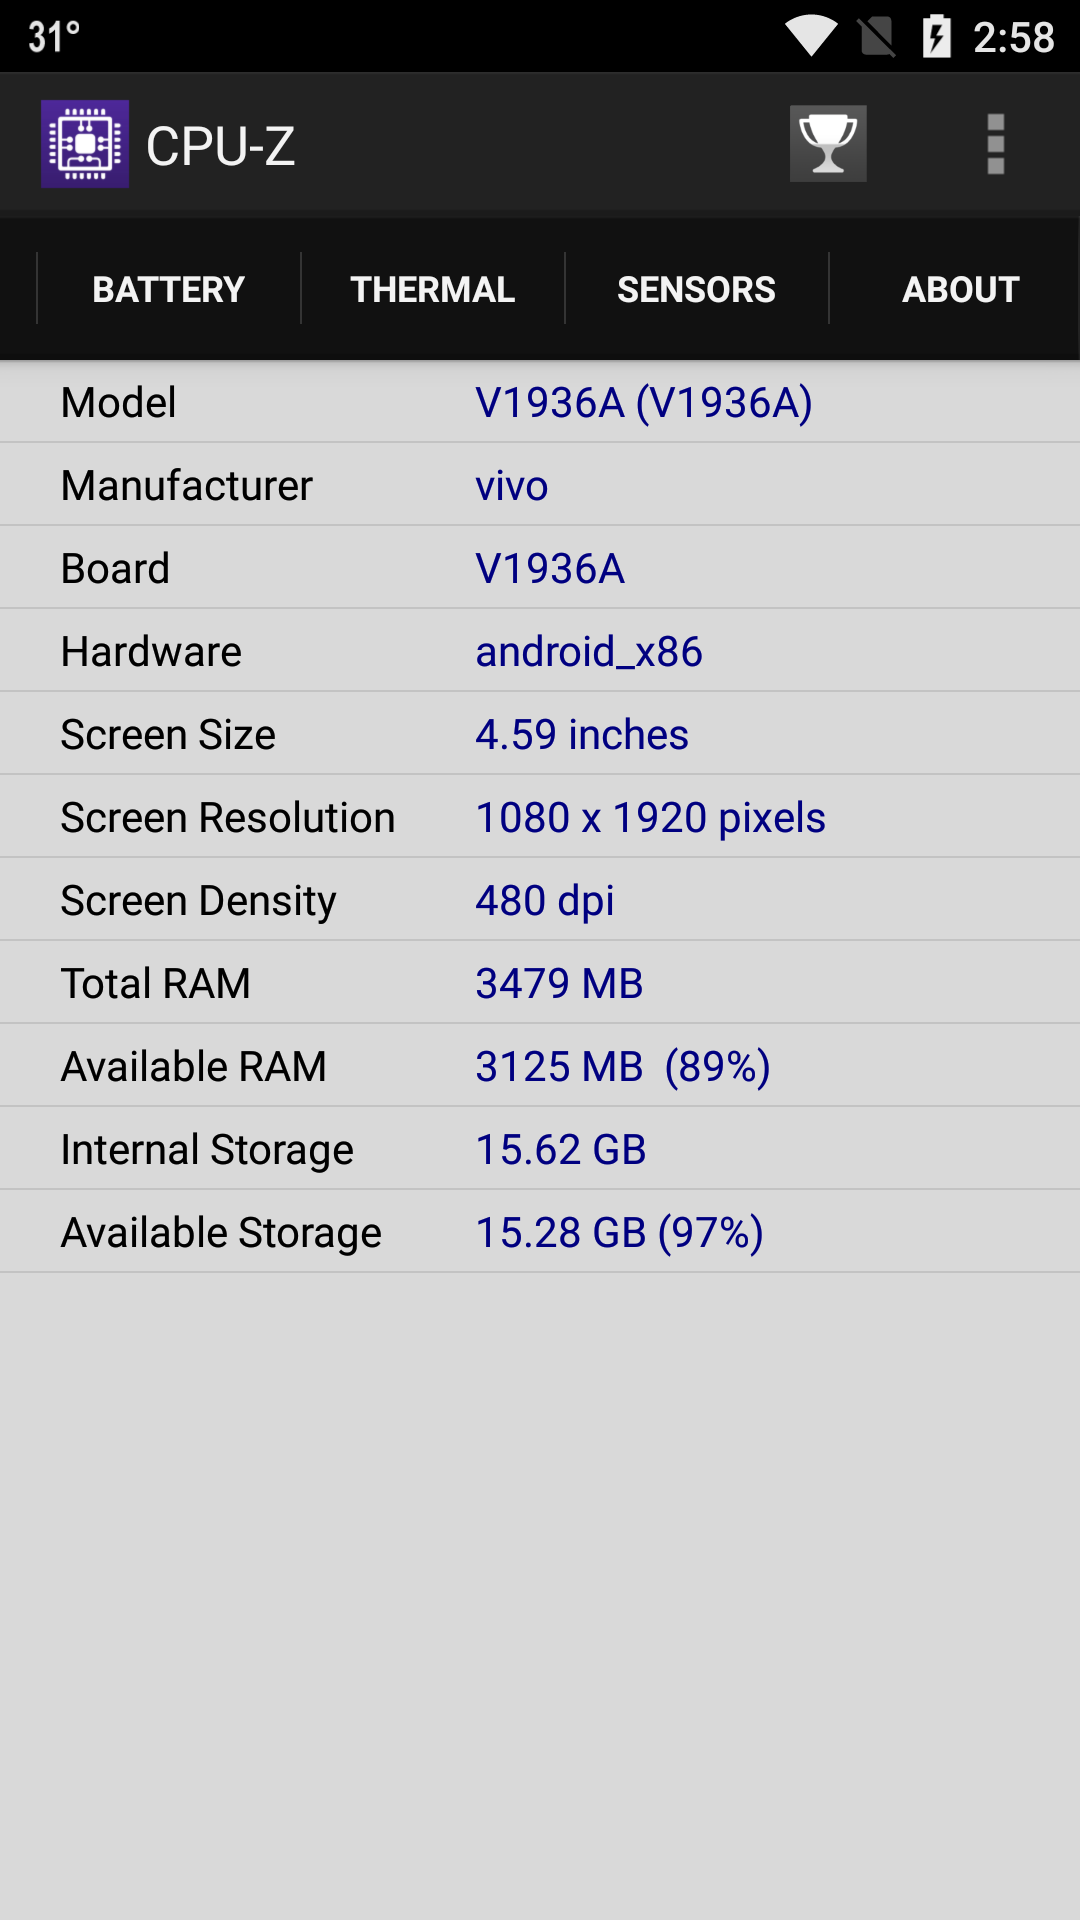 31° 2:58
CPU-Z
BATTERY THERMAL SENSORS ABOUT
Model V1936A (V1936A)
Manufacturer vivo
Board V1936A
Hardware android_x86
Screen Size 4.59 inches
Screen Resolution 1080 x 1920 pixels
Screen Density 480 dpi
Total RAM 3479 MB
Available RAM 3125 MB (89%)
Internal Storage 15.62 GB
Available Storage 15.28 GB (97%)